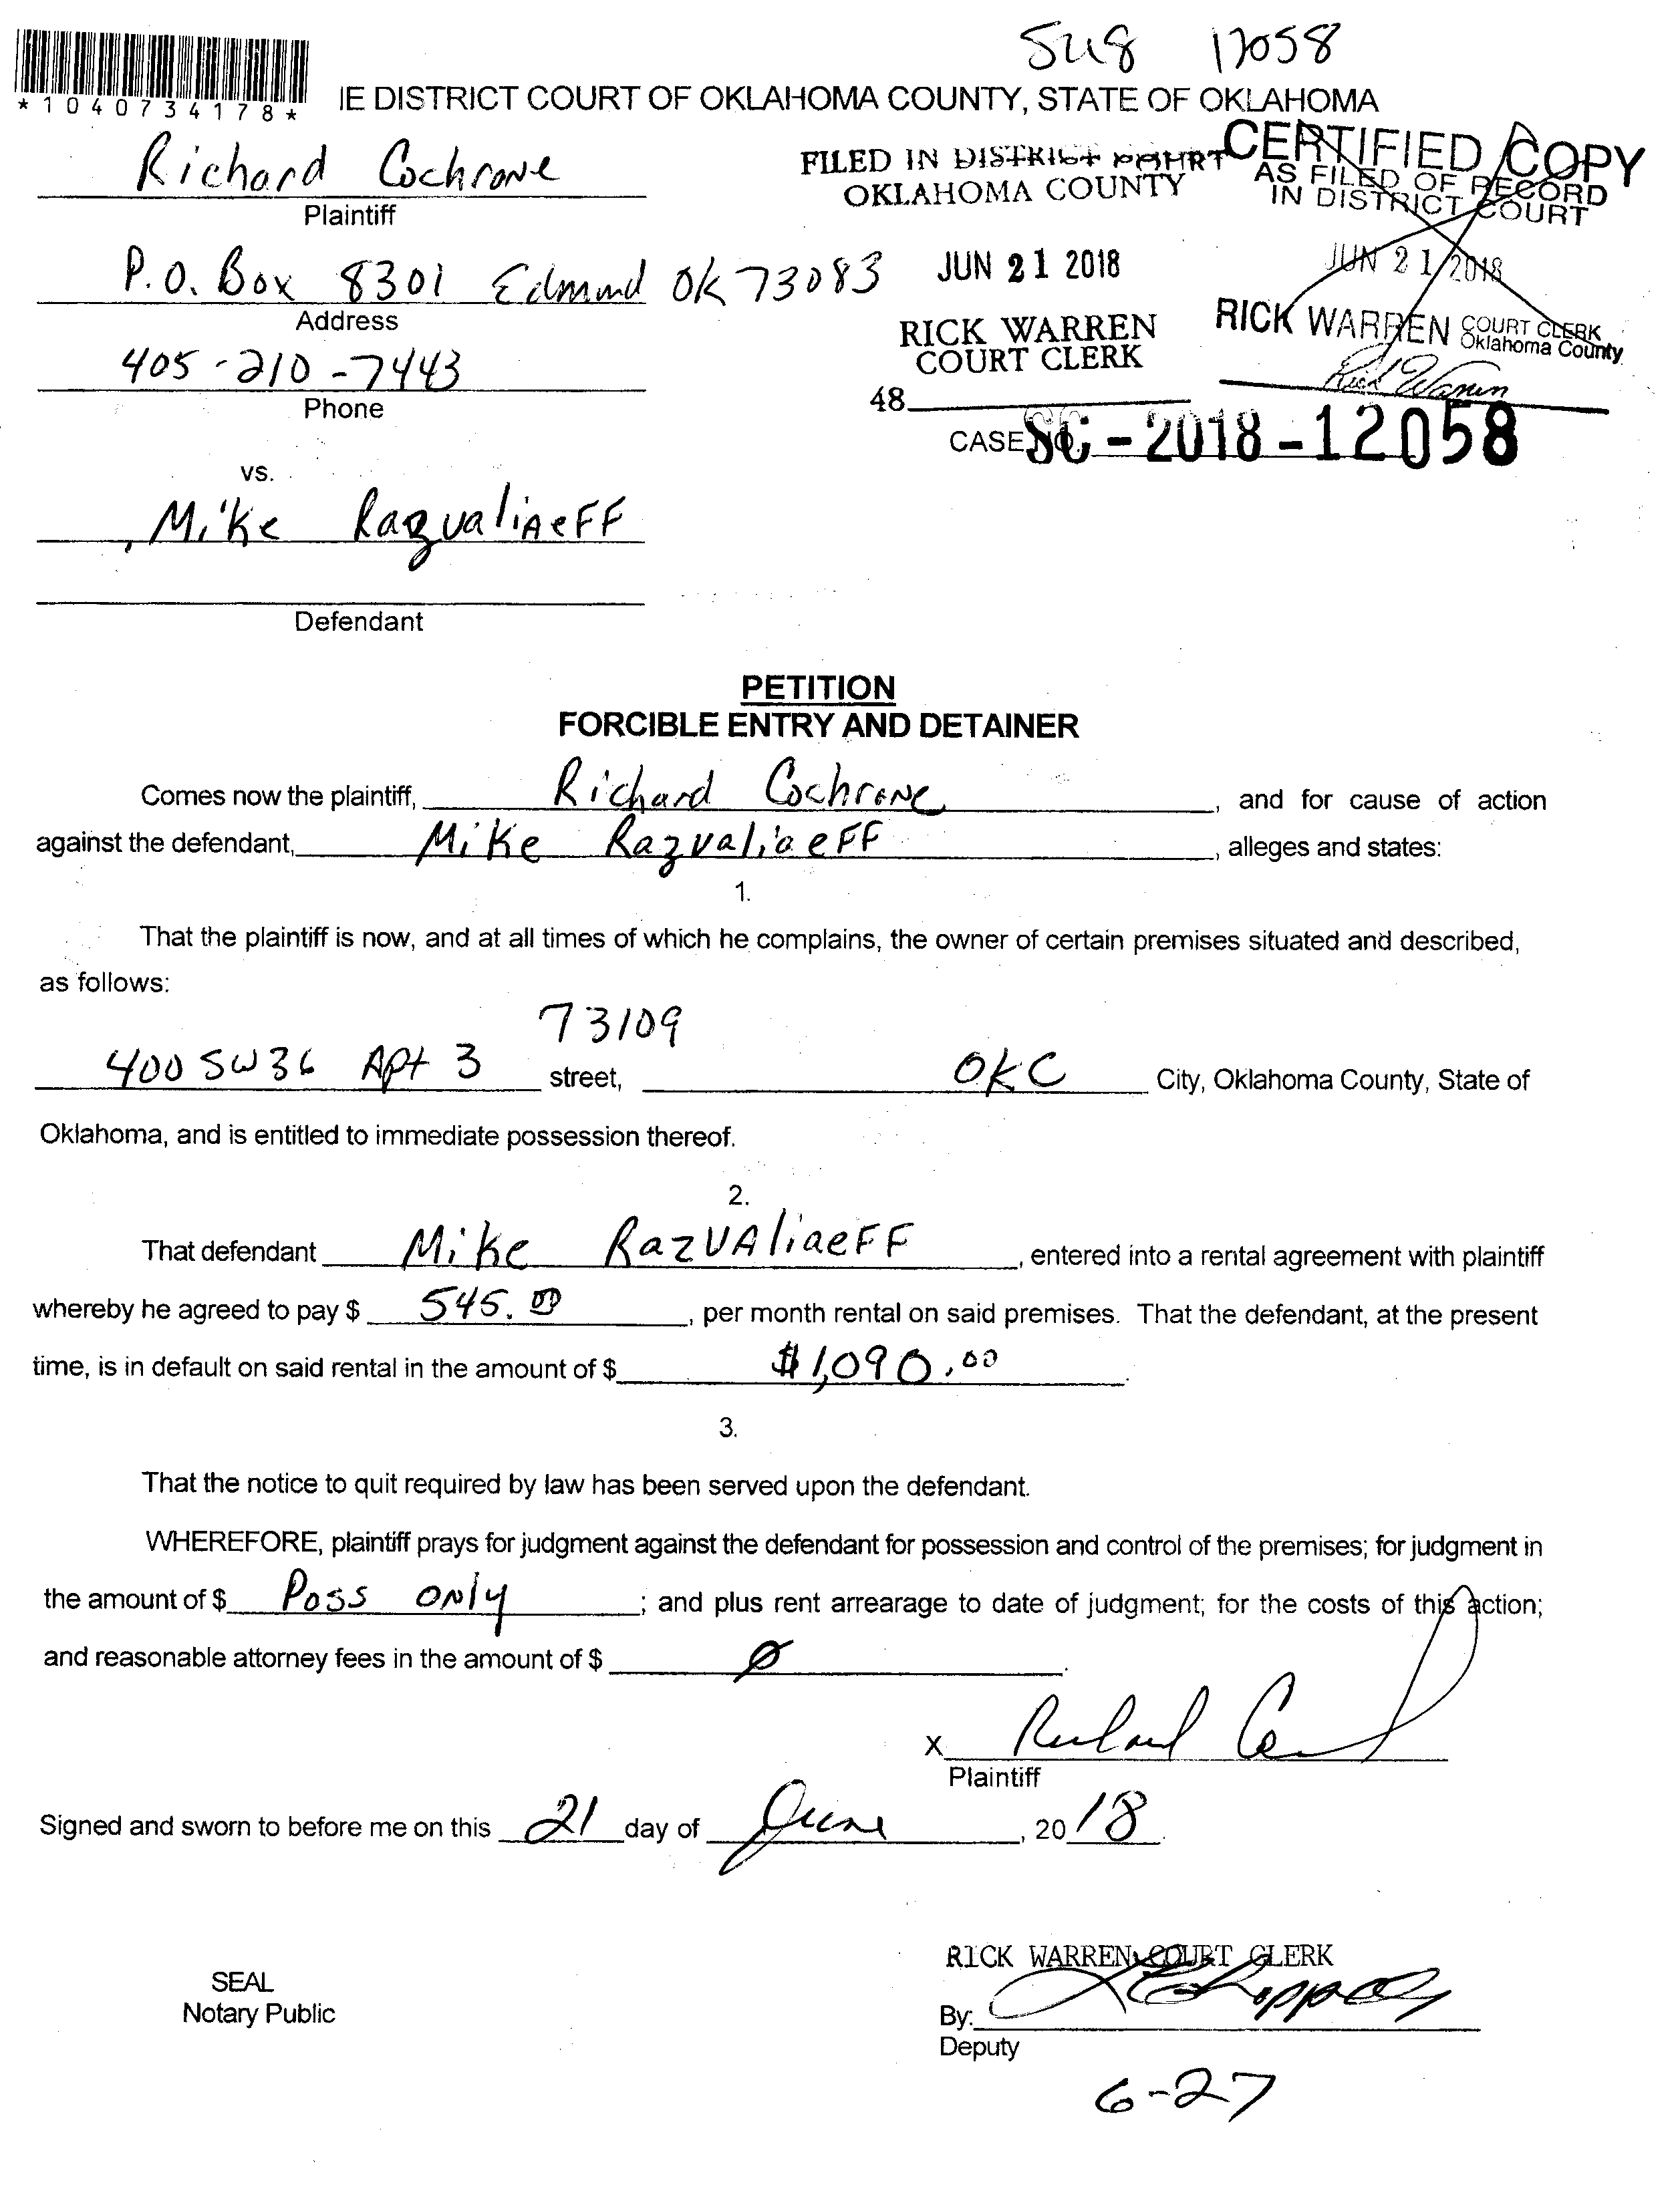 SC18 12058
*1040734178*
IE DISTRICT COURT OF OKLAHOMA COUNTY, STATE OF OKLAHOMA
Richard Cochrane
Plaintiff
FILED IN DISTRICT COURT
OKLAHOMA COUNTY
CERTIFIED COPY
AS FILED OF RECORD
IN DISTRICT COURT
P.O. Box 8301 Edmond OK 73083
Address
JUN 21 2018
JUN 21 2018
RICK WARREN
COURT CLERK
RICK WARREN COURT CLERK
Oklahoma County
405-210-7443
Phone
Rick Warren
48
CASE NO. SC-2018-12058
vs.
Mike RazvaliAeFF
Defendant
PETITION
FORCIBLE ENTRY AND DETAINER
Comes now the plaintiff, Richard Cochrane, and for cause of action
against the defendant, Mike RazvaliaeFF, alleges and states:
1.
That the plaintiff is now, and at all times of which he complains, the owner of certain premises situated and described,
as follows:
73109
400 SW 36 Apt 3 street, OKC City, Oklahoma County, State of
Oklahoma, and is entitled to immediate possession thereof.
2.
That defendant Mike RazVAliaeFF, entered into a rental agreement with plaintiff
whereby he agreed to pay $ 545.00, per month rental on said premises. That the defendant, at the present
time, is in default on said rental in the amount of $ $1,090.00.
3.
That the notice to quit required by law has been served upon the defendant.
WHEREFORE, plaintiff prays for judgment against the defendant for possession and control of the premises; for judgment in
the amount of $ Poss ONly; and plus rent arrearage to date of judgment; for the costs of this action;
and reasonable attorney fees in the amount of $ Ø.
X Richard
Plaintiff
Signed and sworn to before me on this 21 day of June, 2018.
RICK WARREN, COURT CLERK
SEAL
Notary Public
By:
Deputy
6-27